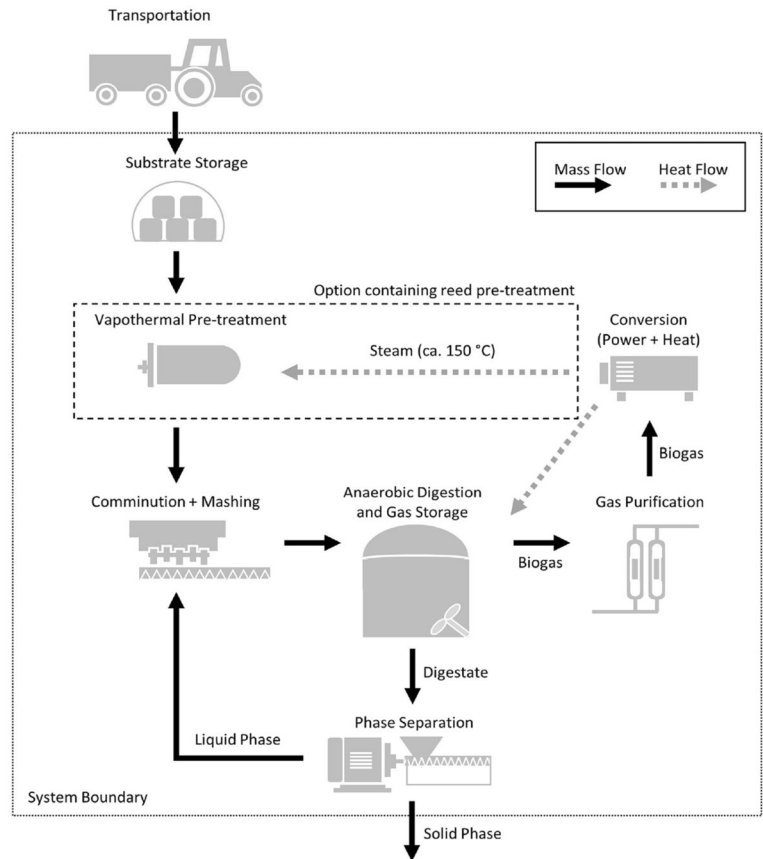 Transportation
Substrate Storage
Mass Flow
Heat Flow
Option containing reed pre-treatment
Vapothermal Pre-treatment
Steam (ca. 150 °C)
Conversion
(Power + Heat)
Biogas
Comminution + Mashing
Anaerobic Digestion
and Gas Storage
Gas Purification
Biogas
Digestate
Phase Separation
Liquid Phase
System Boundary
Solid Phase